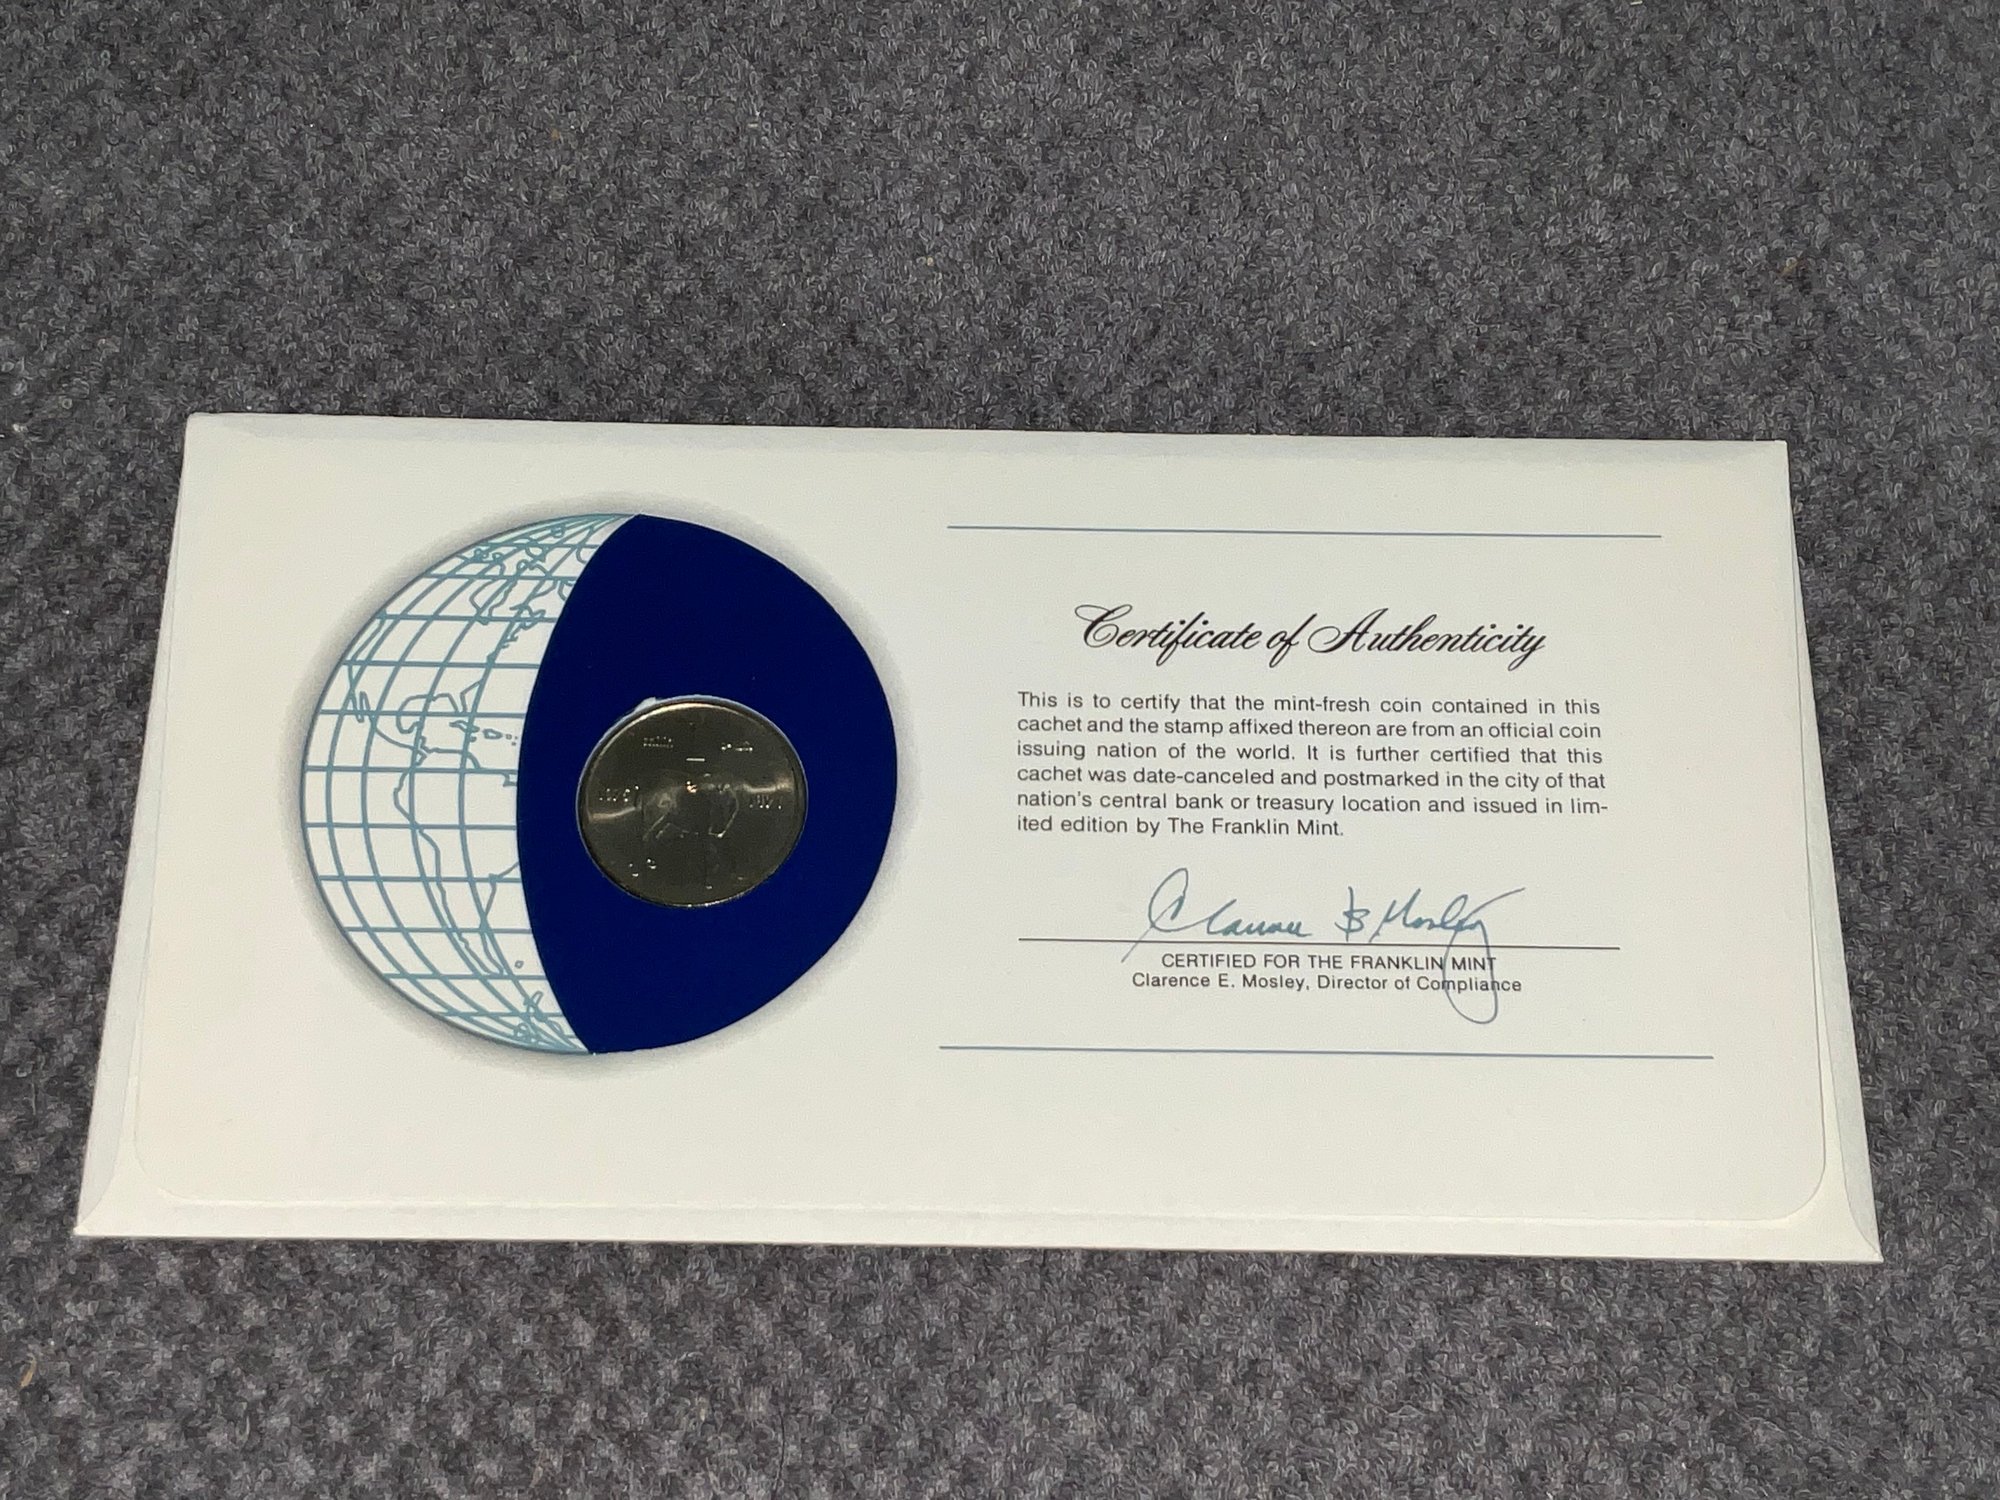 Certificate of Authenticity
This is to certify that the mint-fresh coin contained in this
cachet and the stamp affixed thereon are from an official coin
issuing nation of the world. It is further certified that this
cachet was date-canceled and postmarked in the city of that
nation's central bank or treasury location and issued in lim-
ited edition by The Franklin Mint.
CERTIFIED FOR THE FRANKLIN MINT
Clarence E. Mosley, Director of Compliance